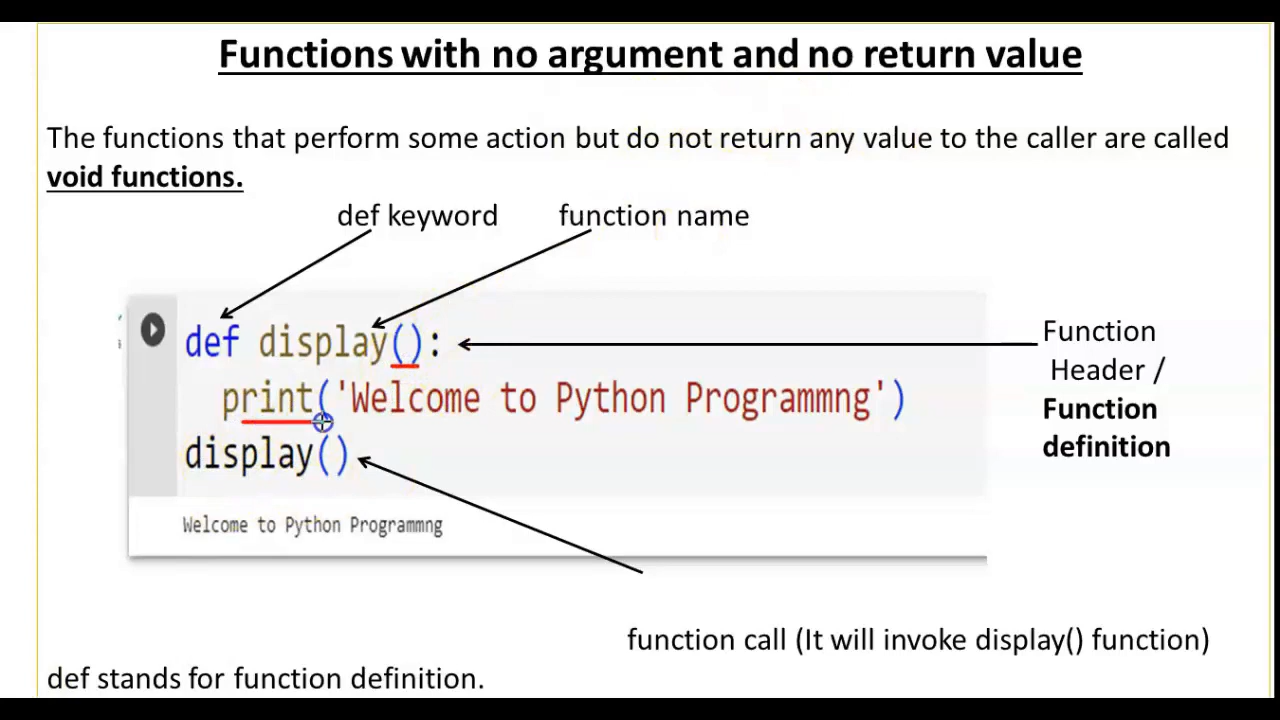 Functions with no argument and no return value
The functions that perform some action but do not return any value to the caller are called
void functions.
def keyword
function name
def display():
print('Welcome to Python Programmng')
display()
Welcome to Python Programmng
Function
Header /
Function
definition
function call (It will invoke display() function)
def stands for function definition.